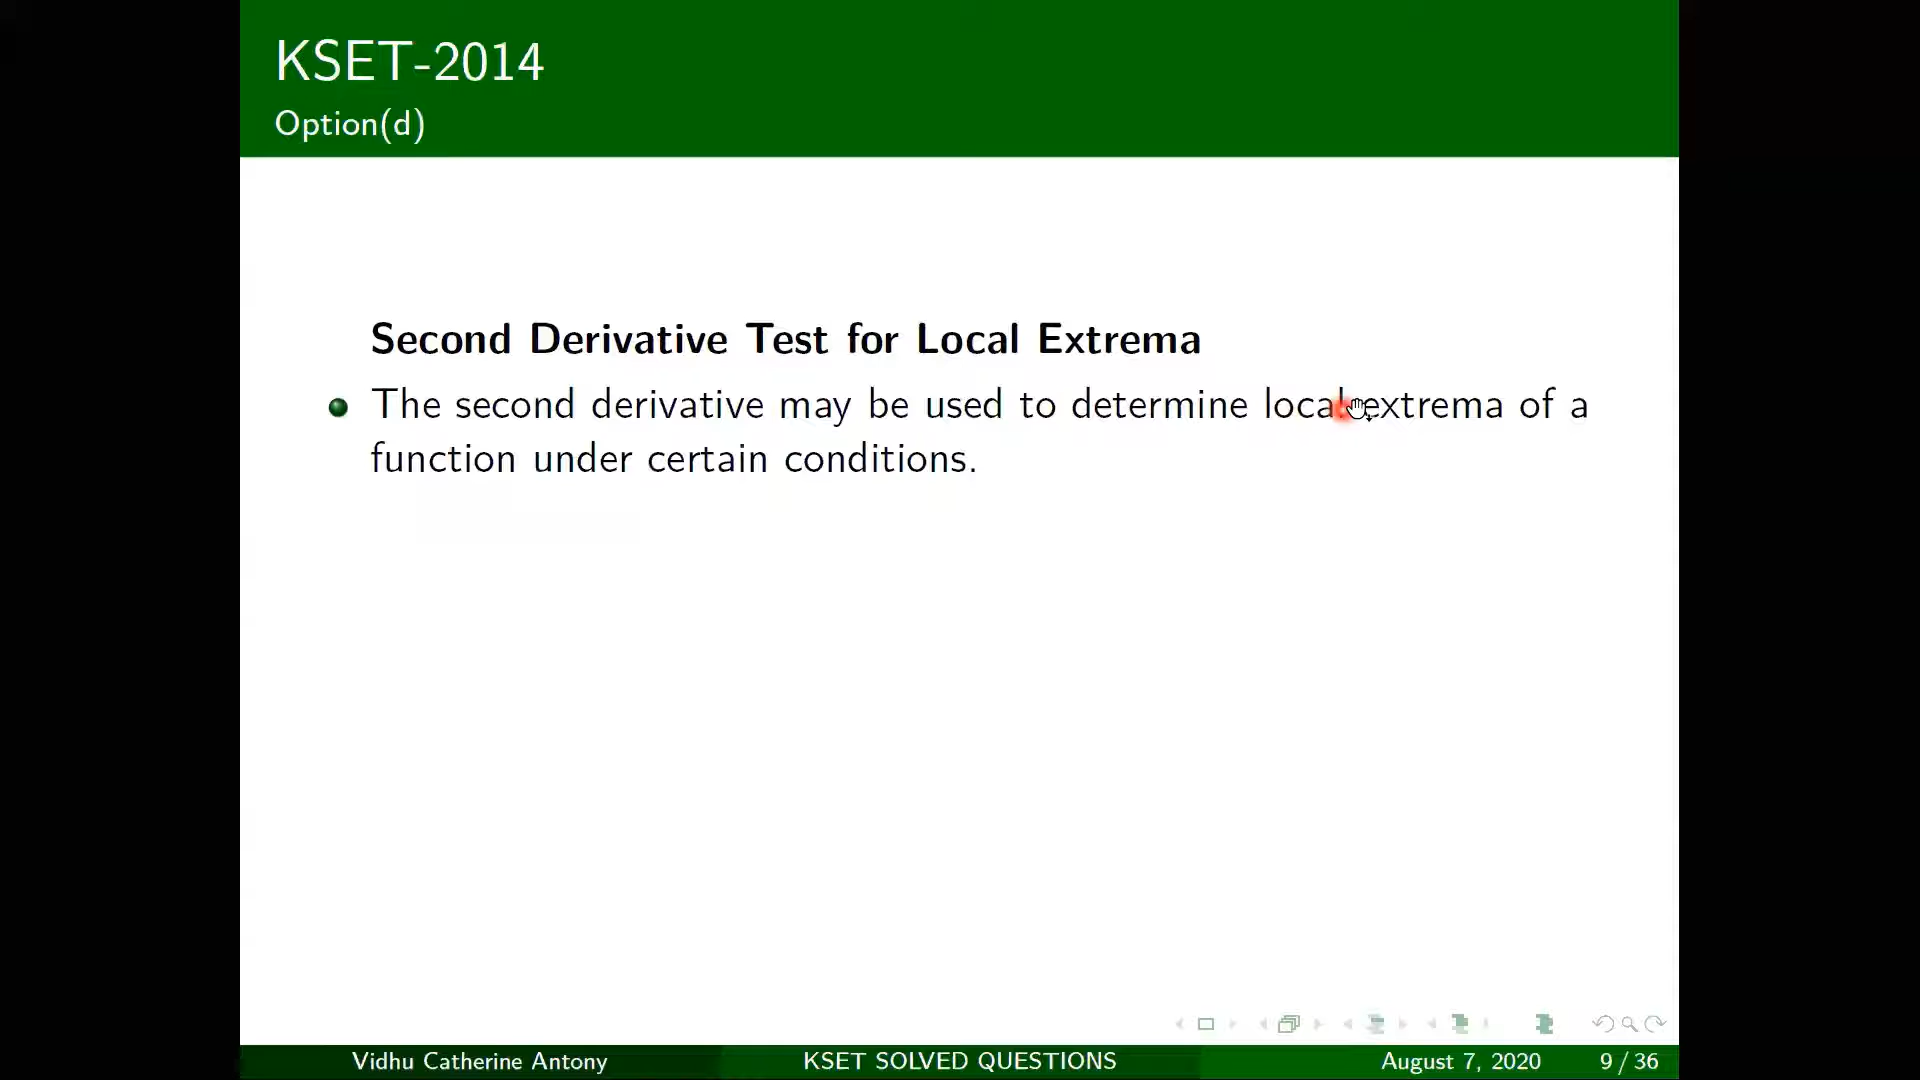 KSET-2014
Option(d)
Second Derivative Test for Local Extrema
The second derivative may be used to determine local extrema of a
function under certain conditions.
Vidhu Catherine Antony KSET SOLVED QUESTIONS August 7, 2020 9 / 36